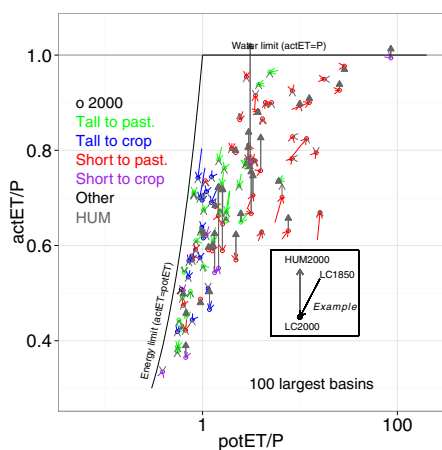 Water limit (actET=P)
1.0
o 2000
Tall to past.
Tall to crop
Short to past.
Short to crop
Other
HUM
0.8
0.6
0.4
actET/P
Energy limit (actET=potET)
HUM2000
LC1850
Example
LC2000
100 largest basins
1
100
potET/P